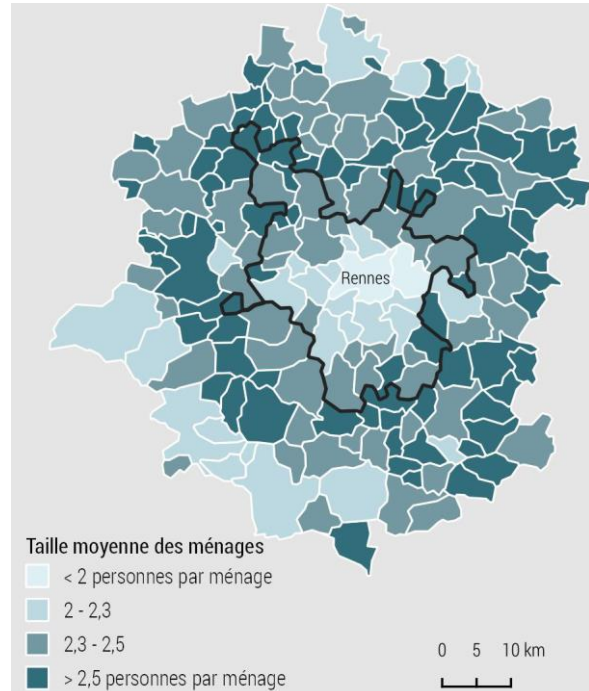 Rennes
Taille moyenne des ménages
< 2 personnes par ménage
2 - 2,3
2,3 - 2,5
> 2,5 personnes par ménage
0 5 10 km